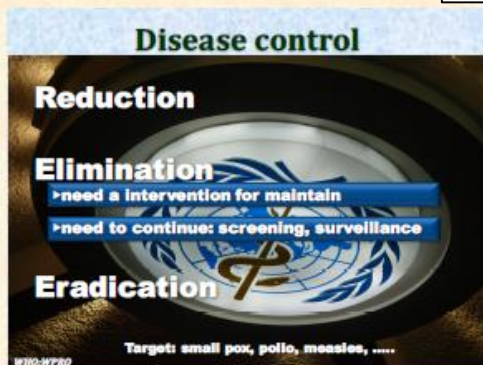 Disease control
Reduction
Elimination
➤need a intervention for maintain
➤need to continue: screening, surveillance
Eradication
Target: small pox, polio, measles, .....
WHO:WPRO